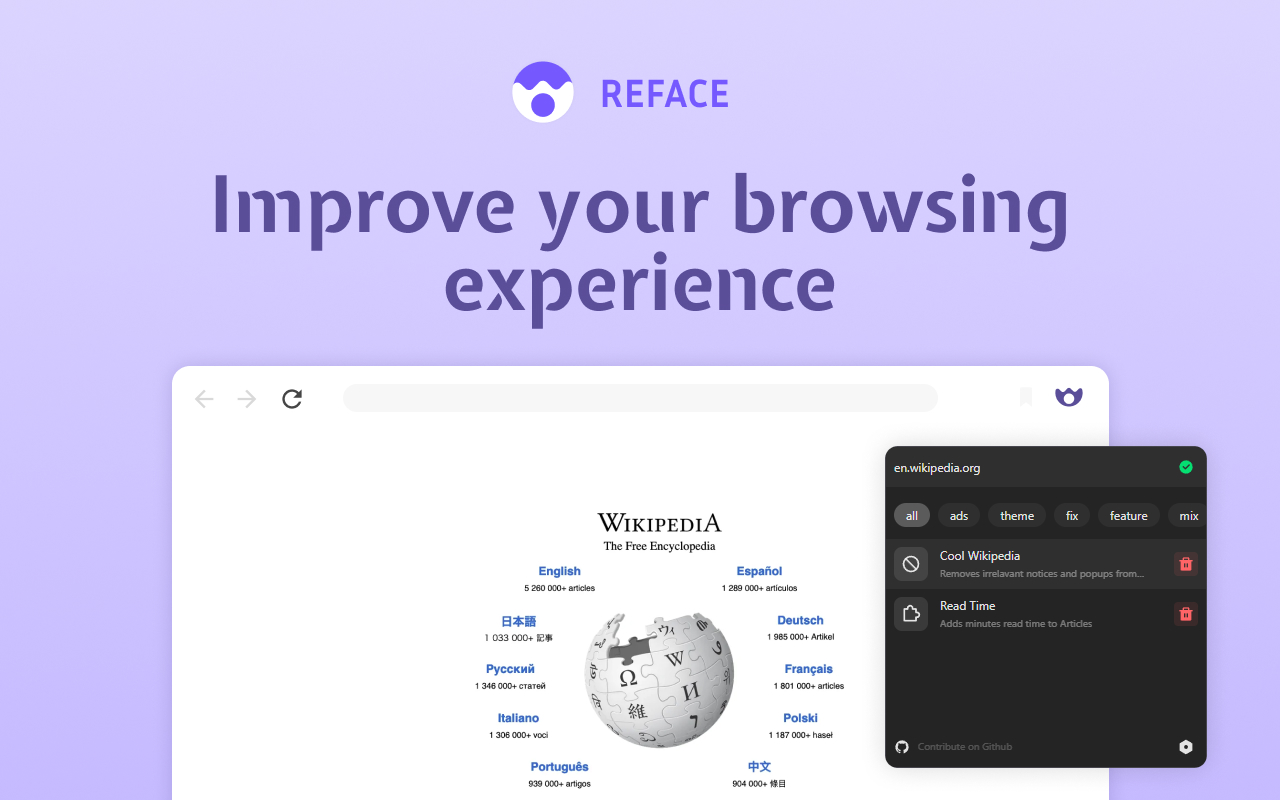 REFACE
Improve your browsing
experience
WIKIPEDIA
The Free Encyclopedia
English
5 260 000+ articles
Español
1 289 000+ artículos
日本語
1 033 000+ 記事
Deutsch
1 985 000+ Artikel
Русский
1 346 000+ статей
Français
1 801 000+ articles
Italiano
1 306 000+ voci
Polski
1 187 000+ haseł
Português
939 000+ artigos
中文
904 000+ 條目
Ω
W
И
維
ウィ
ר
en.wikipedia.org
all
ads
theme
fix
feature
mix
Cool Wikipedia
Removes irrelavant notices and popups from...
Read Time
Adds minutes read time to Articles
Contribute on Github